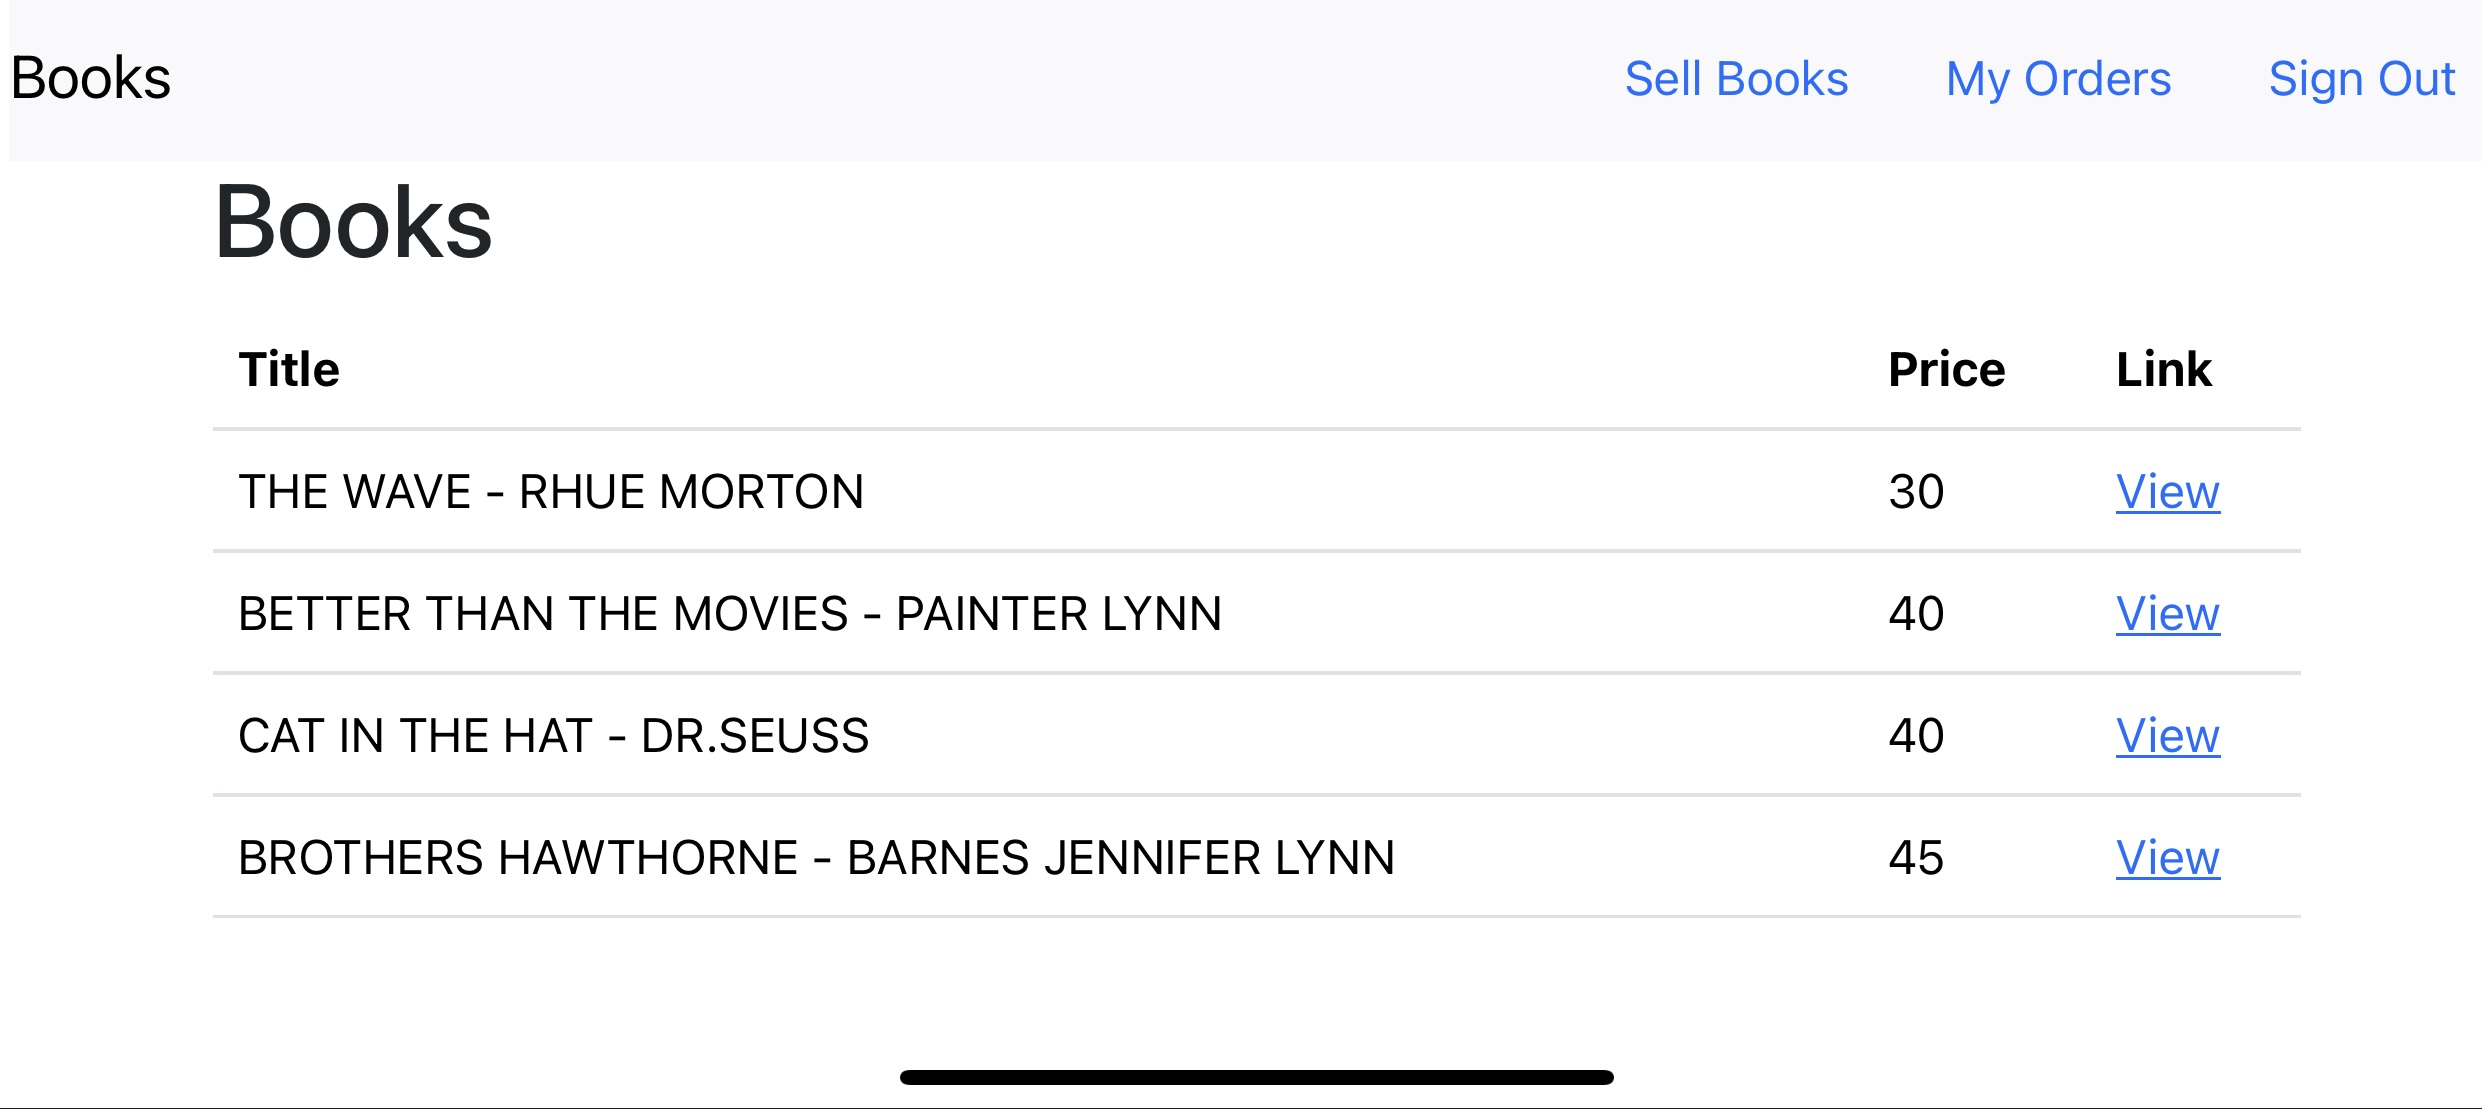 Books Sell Books My Orders Sign Out
Books
Title Price Link
THE WAVE - RHUE MORTON 30 View
BETTER THAN THE MOVIES - PAINTER LYNN 40 View
CAT IN THE HAT - DR.SEUSS 40 View
BROTHERS HAWTHORNE - BARNES JENNIFER LYNN 45 View